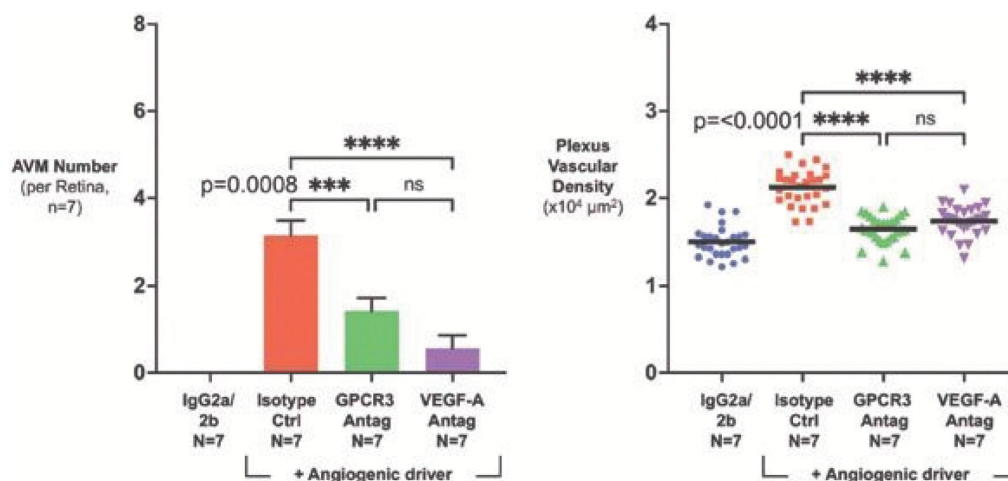 8
6
4
2
0
AVM Number
(per Retina,
n=7)
p=0.0008
****
***
ns
IgG2a/
2b
N=7
Isotype
Ctrl
N=7
GPCR3
Antag
N=7
VEGF-A
Antag
N=7
+ Angiogenic driver
4
3
2
1
0
Plexus
Vascular
Density
(x10⁴ µm²)
p=<0.0001
****
****
ns
IgG2a/
2b
N=7
Isotype
Ctrl
N=7
GPCR3
Antag
N=7
VEGF-A
Antag
N=7
+ Angiogenic driver